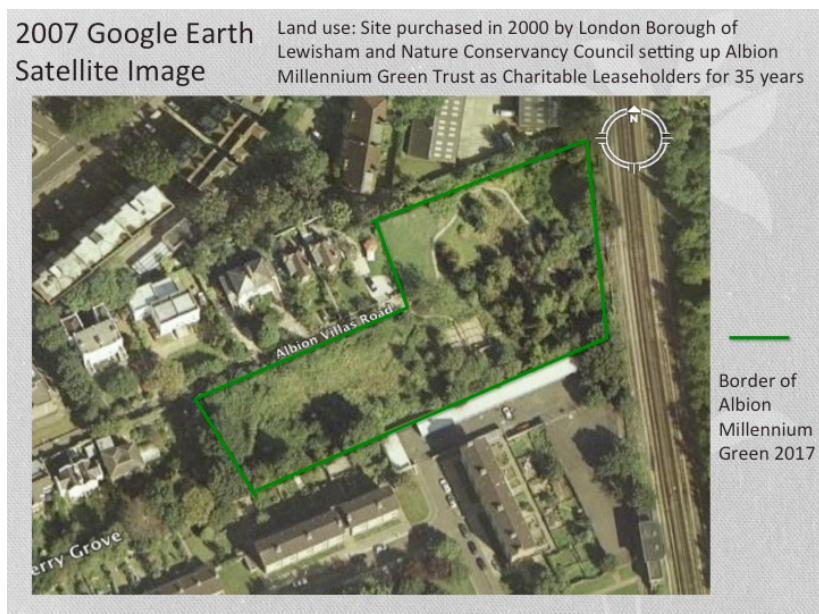 2007 Google Earth
Satellite Image
Land use: Site purchased in 2000 by London Borough of
Lewisham and Nature Conservancy Council setting up Albion
Millennium Green Trust as Charitable Leaseholders for 35 years
N
Albion Villas Road
erry Grove
Border of
Albion
Millennium
Green 2017